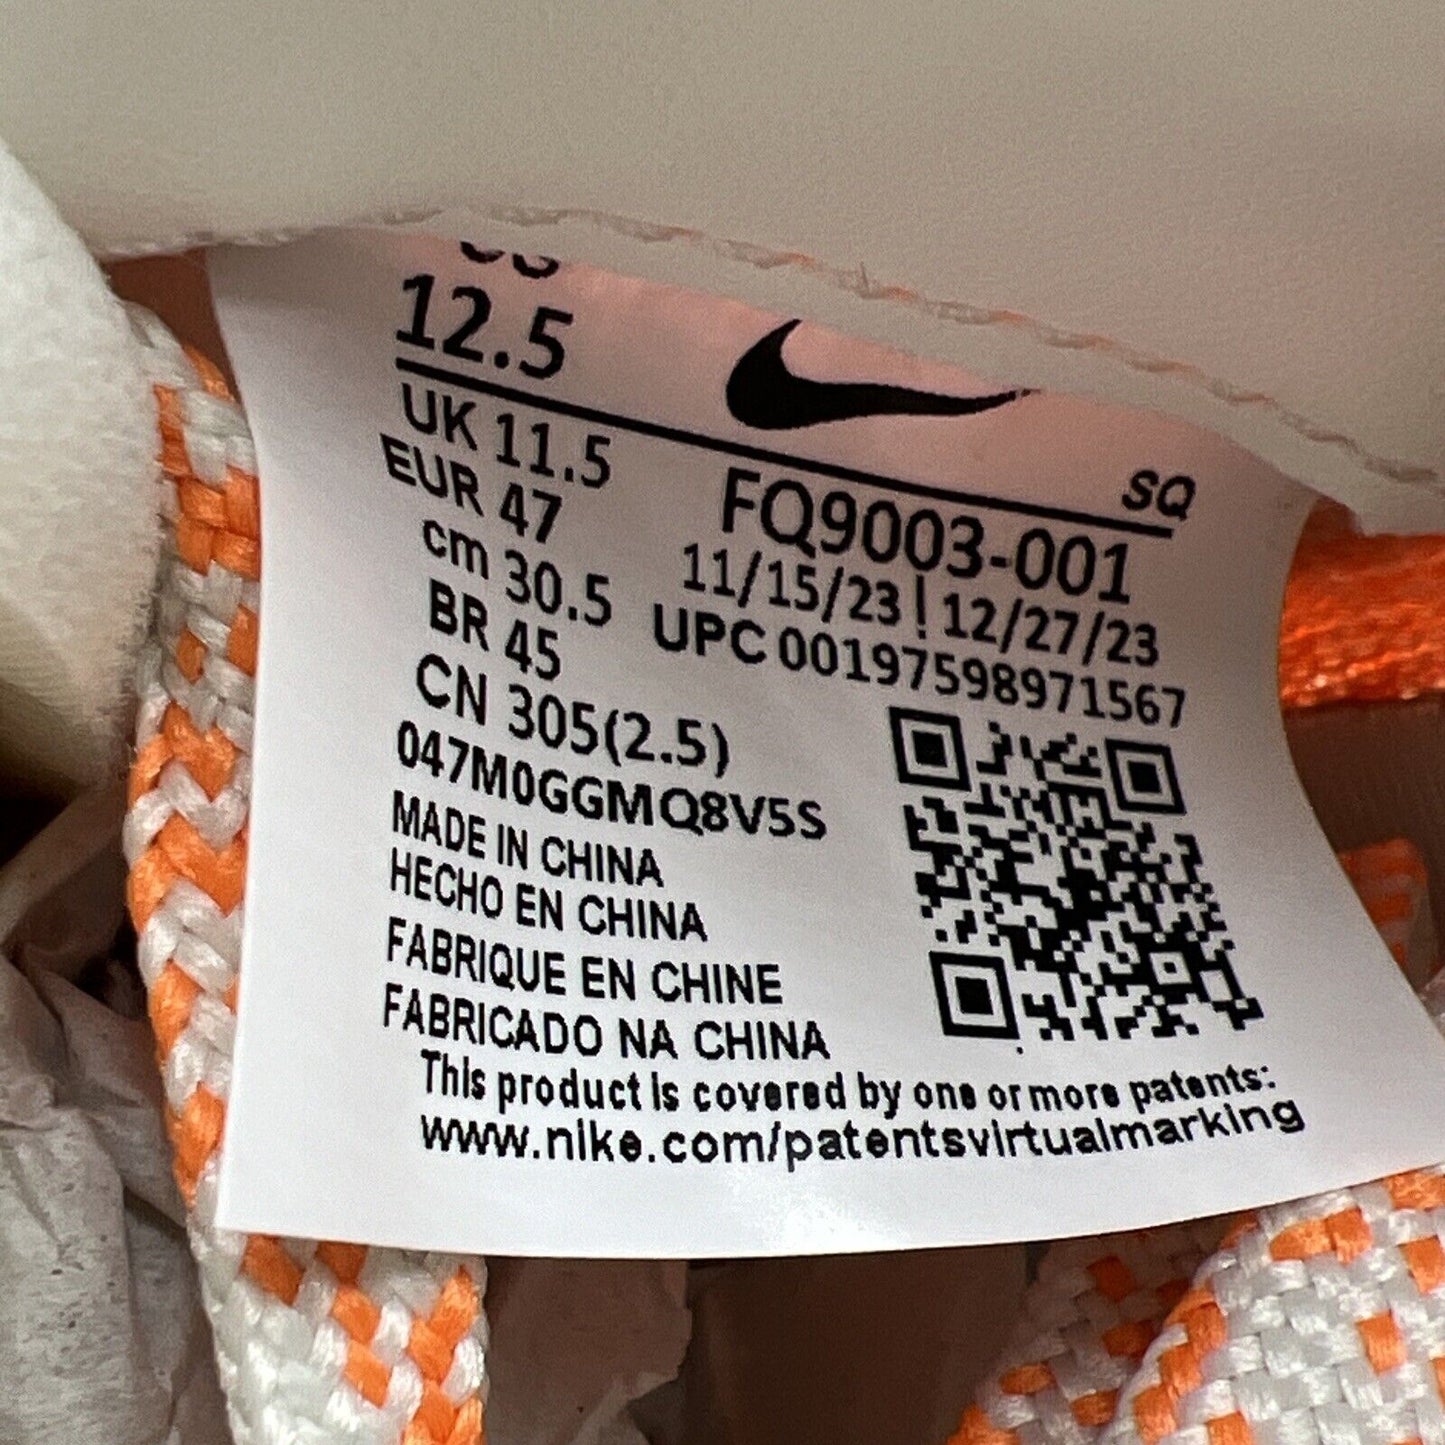 12.5
SQ
UK 11.5
EUR 47
cm 30.5
BR 45
CN 305(2.5)
FQ9003-001
11/15/23 | 12/27/23
UPC 00197598971567
047M0GGMQ8V5S
MADE IN CHINA
HECHO EN CHINA
FABRIQUE EN CHINE
FABRICADO NA CHINA
This product is covered by one or more patents:
www.nike.com/patentsvirtualmarking